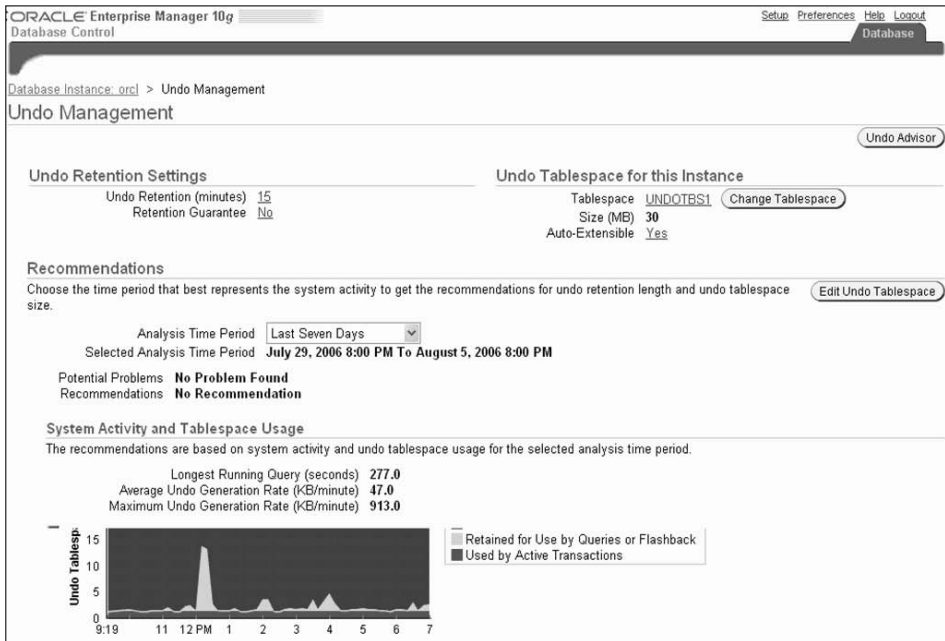 ORACLE Enterprise Manager 10g
Database Control
Setup Preferences Help Logout
Database
Database Instance: orcl > Undo Management
Undo Management
Undo Advisor
Undo Retention Settings
Undo Retention (minutes) 15
Retention Guarantee No
Undo Tablespace for this Instance
Tablespace UNDOTBS1 Change Tablespace
Size (MB) 30
Auto-Extensible Yes
Recommendations
Choose the time period that best represents the system activity to get the recommendations for undo retention length and undo tablespace
size.
Edit Undo Tablespace
Analysis Time Period Last Seven Days
Selected Analysis Time Period July 29, 2006 8:00 PM To August 5, 2006 8:00 PM
Potential Problems No Problem Found
Recommendations No Recommendation
System Activity and Tablespace Usage
The recommendations are based on system activity and undo tablespace usage for the selected analysis time period.
Longest Running Query (seconds) 277.0
Average Undo Generation Rate (KB/minute) 47.0
Maximum Undo Generation Rate (KB/minute) 913.0
Undo Tablesp
15
10
5
0
9:19 11 12 PM 1 2 3 4 5 6 7
Retained for Use by Queries or Flashback
Used by Active Transactions